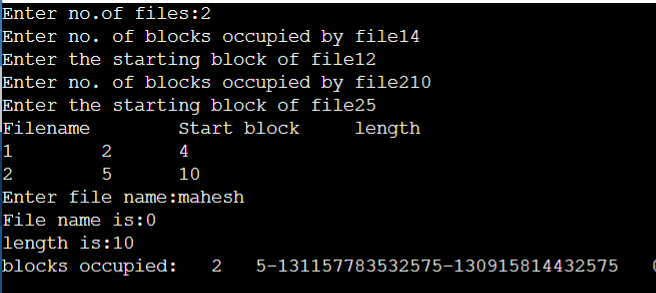 Enter no.of files:2
Enter no. of blocks occupied by file14
Enter the starting block of file12
Enter no. of blocks occupied by file210
Enter the starting block of file25
Filename Start block length
1 2 4
2 5 10
Enter file name:mahesh
File name is:0
length is:10
blocks occupied: 2 5-131157783532575-130915814432575